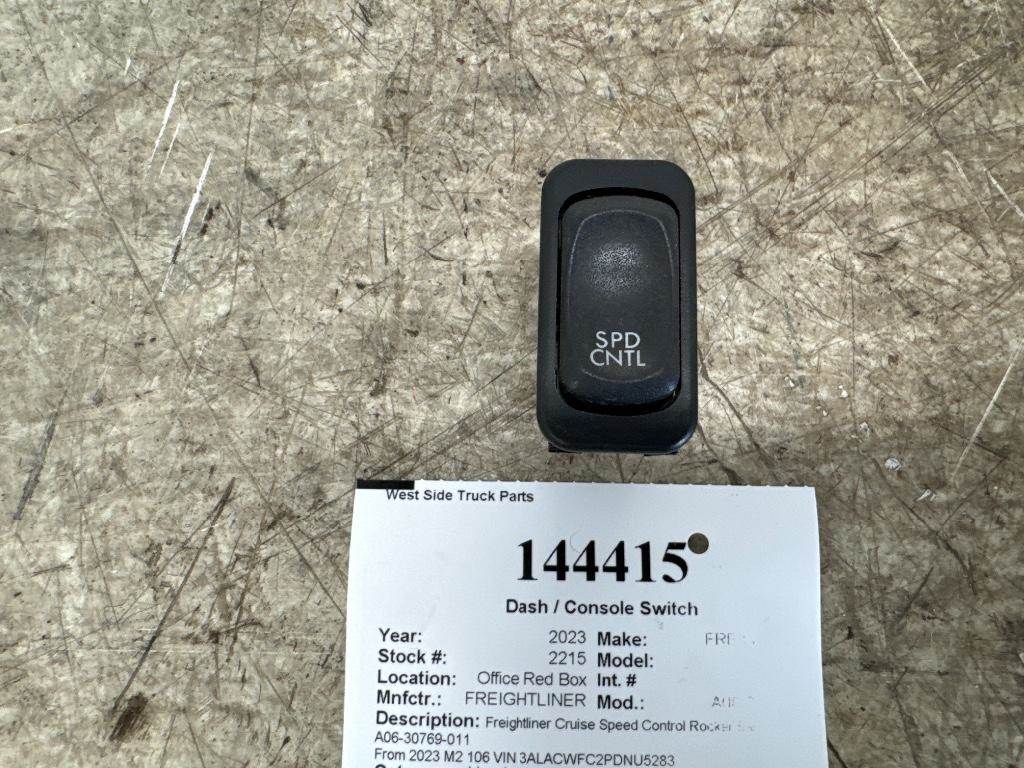 SPD
CNTL
West Side Truck Parts
144415
Dash / Console Switch
Year: 2023 Make:
Stock #: 2215 Model:
Location: Office Red Box Int. #
Mnfctr.: FREIGHTLINER Mod.:
Description: Freightliner Cruise Speed Control Rocker
A06-30769-011
From 2023 M2 106 VIN 3ALACWFC2PDNU5283